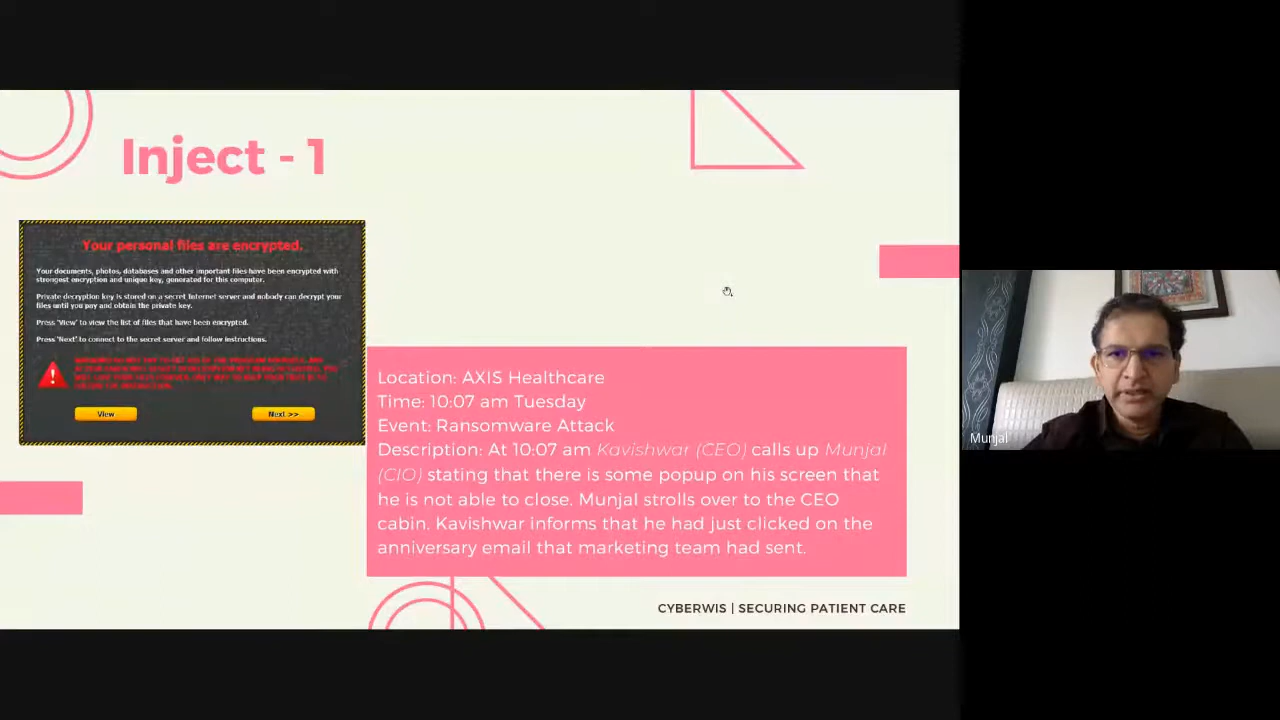 Inject - 1
Your personal files are encrypted.
Your documents, photos, databases and other important files have been encrypted with
strongest encryption and unique key, generated for this computer.
Private decryption key is stored on a secret Internet server and nobody can decrypt your
files until you pay and obtain the private key.
Press 'View' to view the list of files that have been encrypted.
Press 'Next' to connect to the secret server and follow instructions.
View
Next >>
Location: AXIS Healthcare
Time: 10:07 am Tuesday
Event: Ransomware Attack
Description: At 10:07 am Kavishwar (CEO) calls up Munjal
(CIO) stating that there is some popup on his screen that
he is not able to close. Munjal strolls over to the CEO
cabin. Kavishwar informs that he had just clicked on the
anniversary email that marketing team had sent.
CYBERWIS | SECURING PATIENT CARE
Munjal